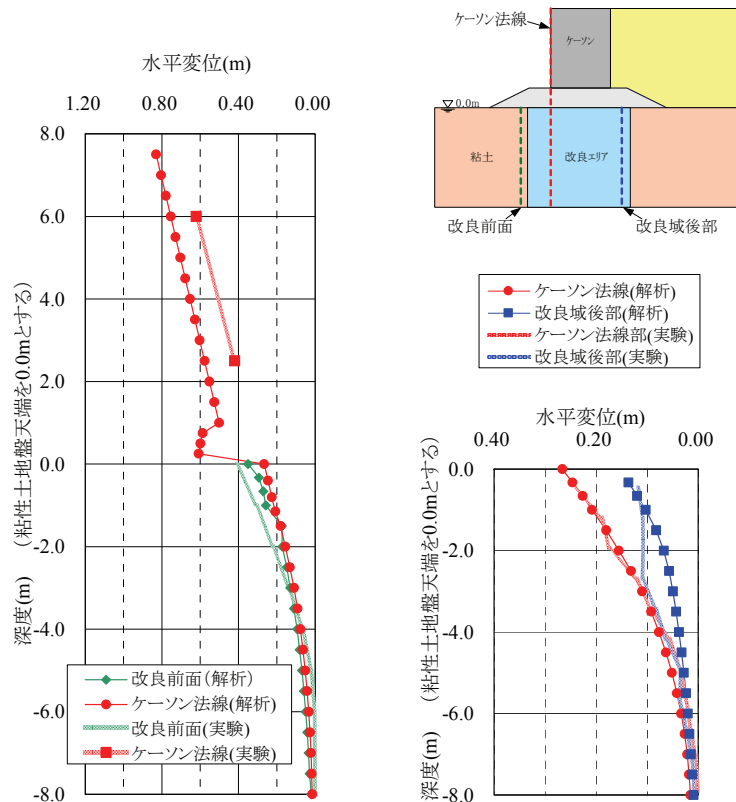 水平変位(m)
1.20 0.80 0.40 0.00
8.0
6.0
4.0
2.0
0.0
-2.0
-4.0
-6.0
-8.0
深度(m) (粘性土地盤天端を0.0mとする)
改良前面(解析)
ケーソン法線(解析)
改良前面(実験)
ケーソン法線(実験)
ケーソン法線
ケーソン
0.0m
粘土
改良エリア
改良前面
改良域後部
ケーソン法線(解析)
改良域後部(解析)
ケーソン法線部(実験)
改良域後部(実験)
水平変位(m)
0.40 0.20 0.00
0.0
-2.0
-4.0
-6.0
-8.0
深度(m) (粘性土地盤天端を0.0mとする)